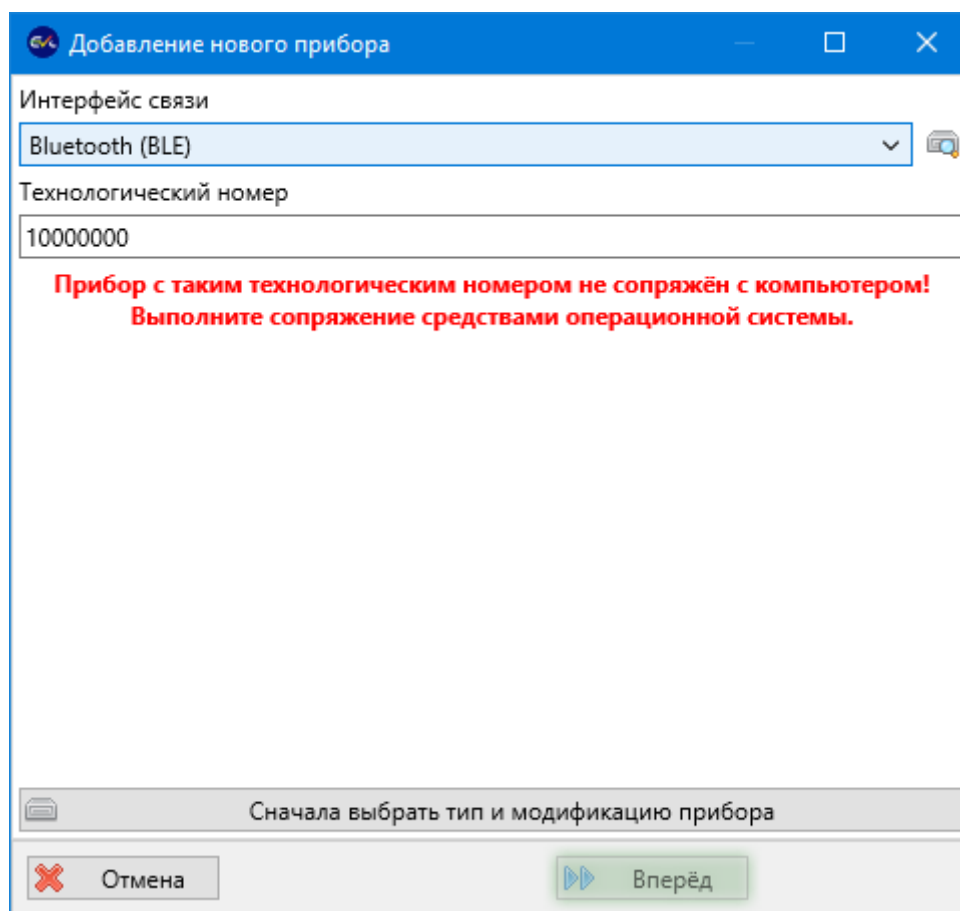 Добавление нового прибора
Интерфейс связи
Bluetooth (BLE)
Технологический номер
10000000
Прибор с таким технологическим номером не сопряжён с компьютером!
Выполните сопряжение средствами операционной системы.
Сначала выбрать тип и модификацию прибора
Отмена
Вперёд